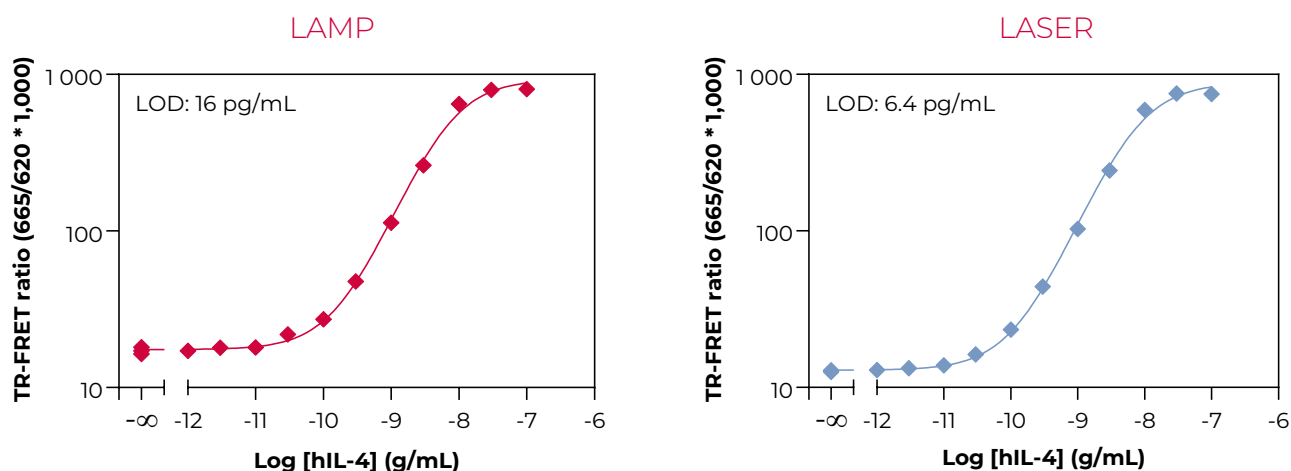 LAMP
TR-FRET ratio (665/620 * 1,000)
1 000
100
10
LOD: 16 pg/mL
-∞ -12 -11 -10 -9 -8 -7 -6
Log [hIL-4] (g/mL)
LASER
TR-FRET ratio (665/620 * 1,000)
1 000
100
10
LOD: 6.4 pg/mL
-∞ -12 -11 -10 -9 -8 -7 -6
Log [hIL-4] (g/mL)